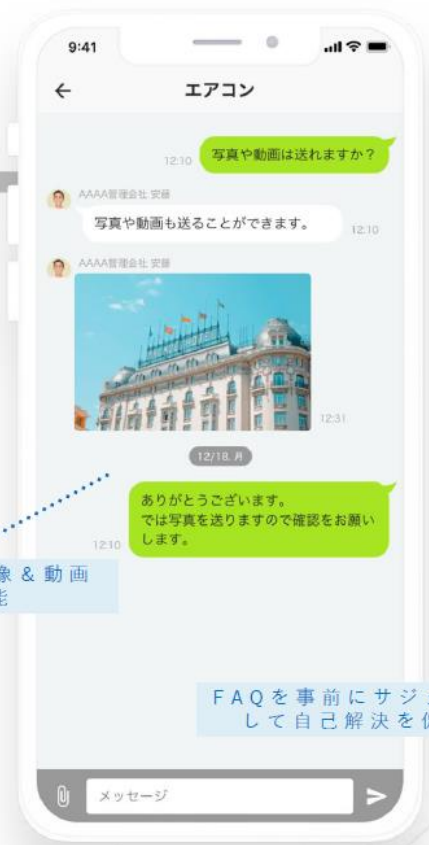 9:41
エアコン
写真や動画は送れますか？
12:10
AAAA管理会社 安藤
写真や動画も送ることができます。
12:10
AAAA管理会社 安藤
12:31
12/18. 月
ありがとうございます。
では写真を送りますので確認をお願い
します。
12:10
像＆動画
能
FAQを事前にサジ
して自己解決を
メッセージ